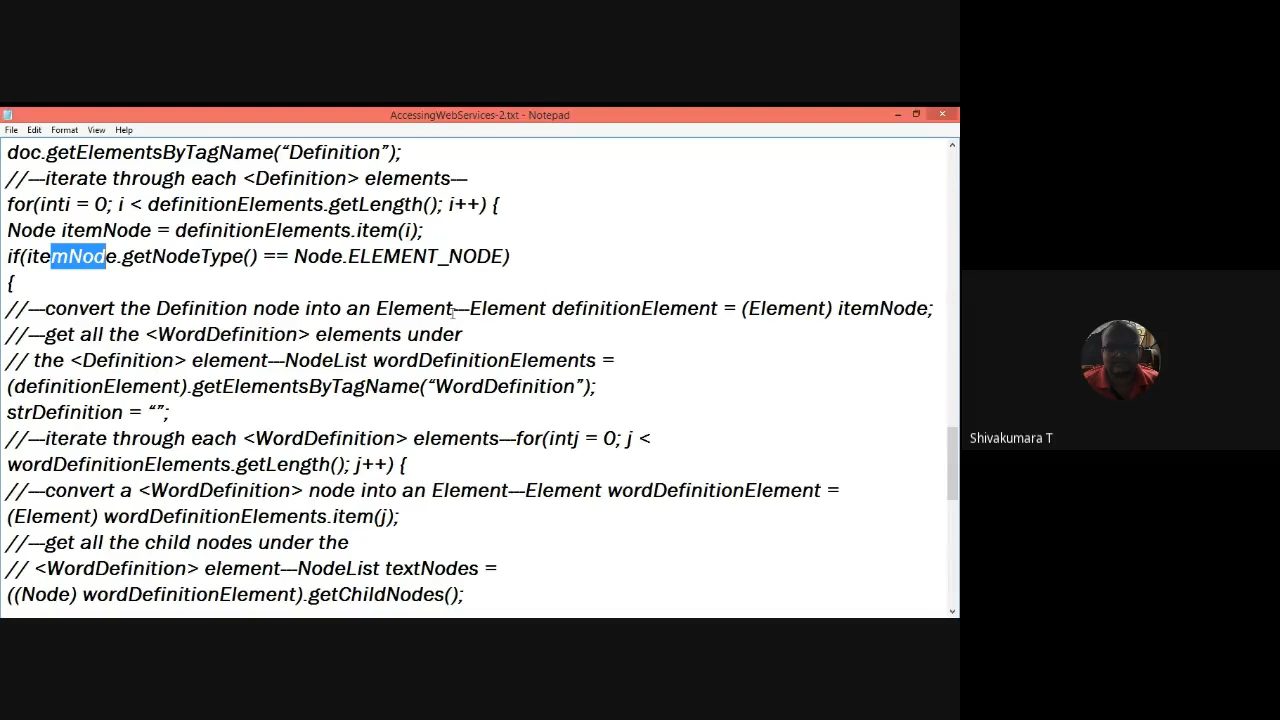 AccessingWebServices-2.txt - Notepad
File Edit Format View Help
doc.getElementsByTagName(“Definition”);
//---iterate through each <Definition> elements---
for(inti = 0; i < definitionElements.getLength(); i++) {
Node itemNode = definitionElements.item(i);
if(itemNode.getNodeType() == Node.ELEMENT_NODE)
{
//---convert the Definition node into an Element---Element definitionElement = (Element) itemNode;
//---get all the <WordDefinition> elements under
// the <Definition> element---NodeList wordDefinitionElements =
(definitionElement).getElementsByTagName(“WordDefinition”);
strDefinition = “”;
//---iterate through each <WordDefinition> elements---for(intj = 0; j <
wordDefinitionElements.getLength(); j++) {
//---convert a <WordDefinition> node into an Element---Element wordDefinitionElement =
(Element) wordDefinitionElements.item(j);
//---get all the child nodes under the
// <WordDefinition> element---NodeList textNodes =
((Node) wordDefinitionElement).getChildNodes();
Shivakumara T